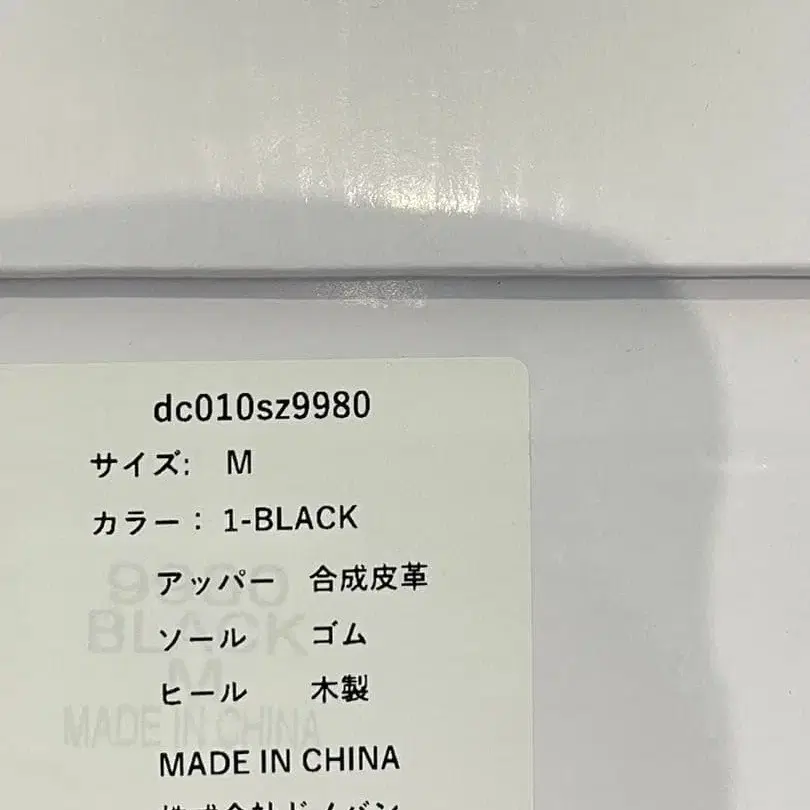 dc010sz9980
サイズ: M
カラー： 1-BLACK
アッパー 合成皮革
ソール ゴム
ヒール 木製
MADE IN CHINA
BLACK
M
MADE IN CHINA